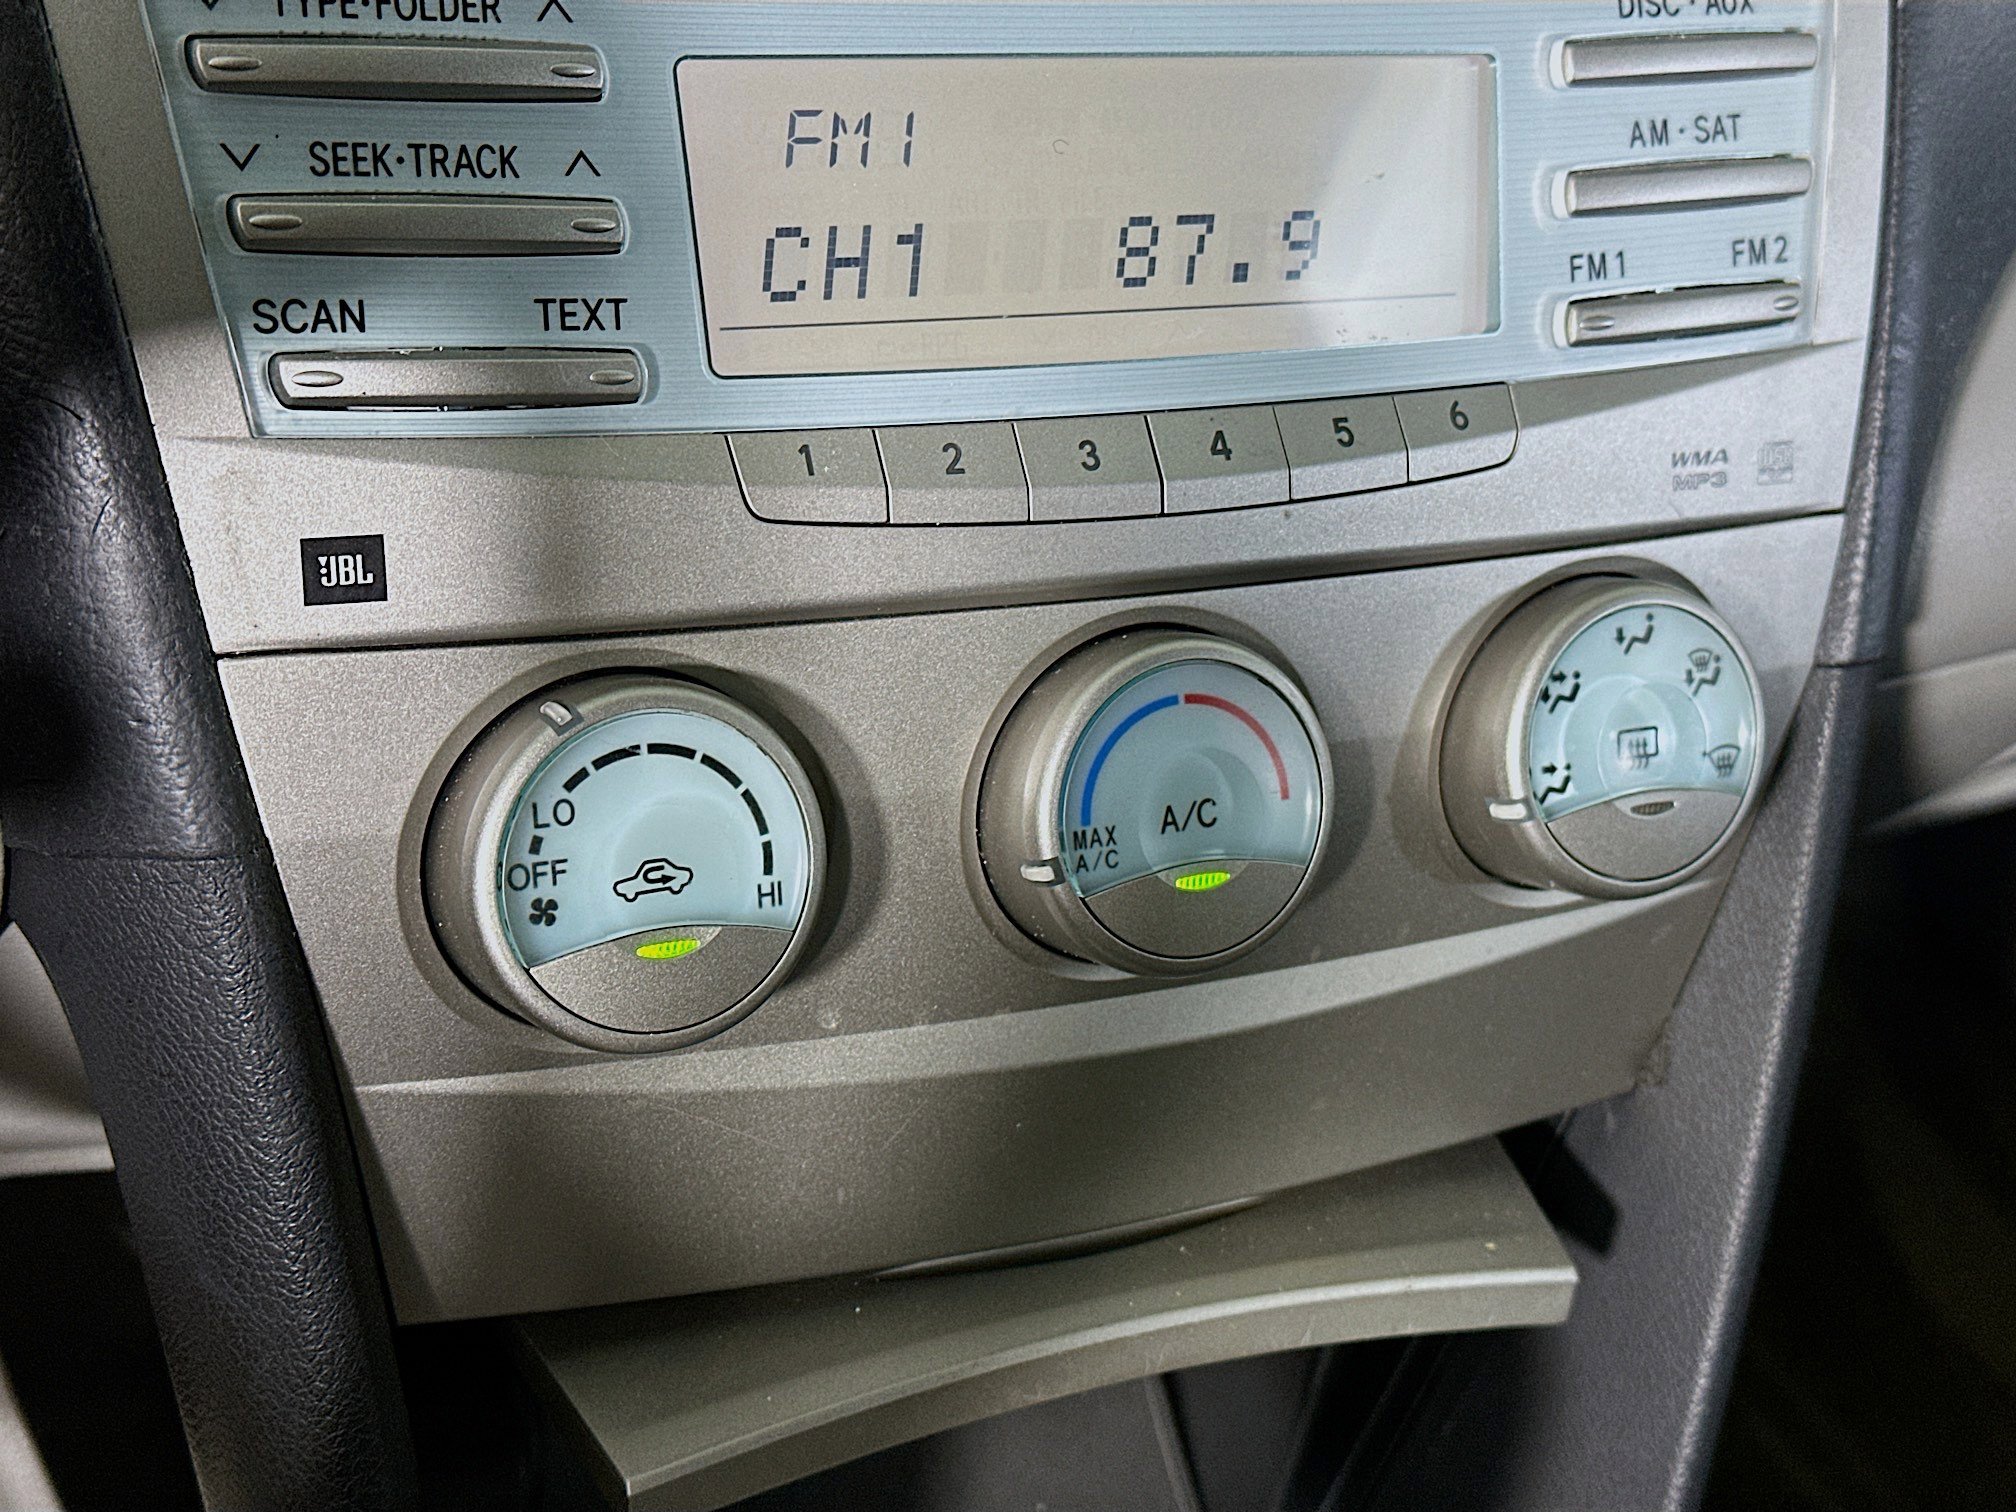 TYPE·FOLDER
DISC·AUX
SEEK·TRACK
AM·SAT
SCAN TEXT
FM1 FM2
FM1
CH1 87.9
1 2 3 4 5 6
WMA
MP3
JBL
LO
OFF
HI
A/C
MAX
A/C